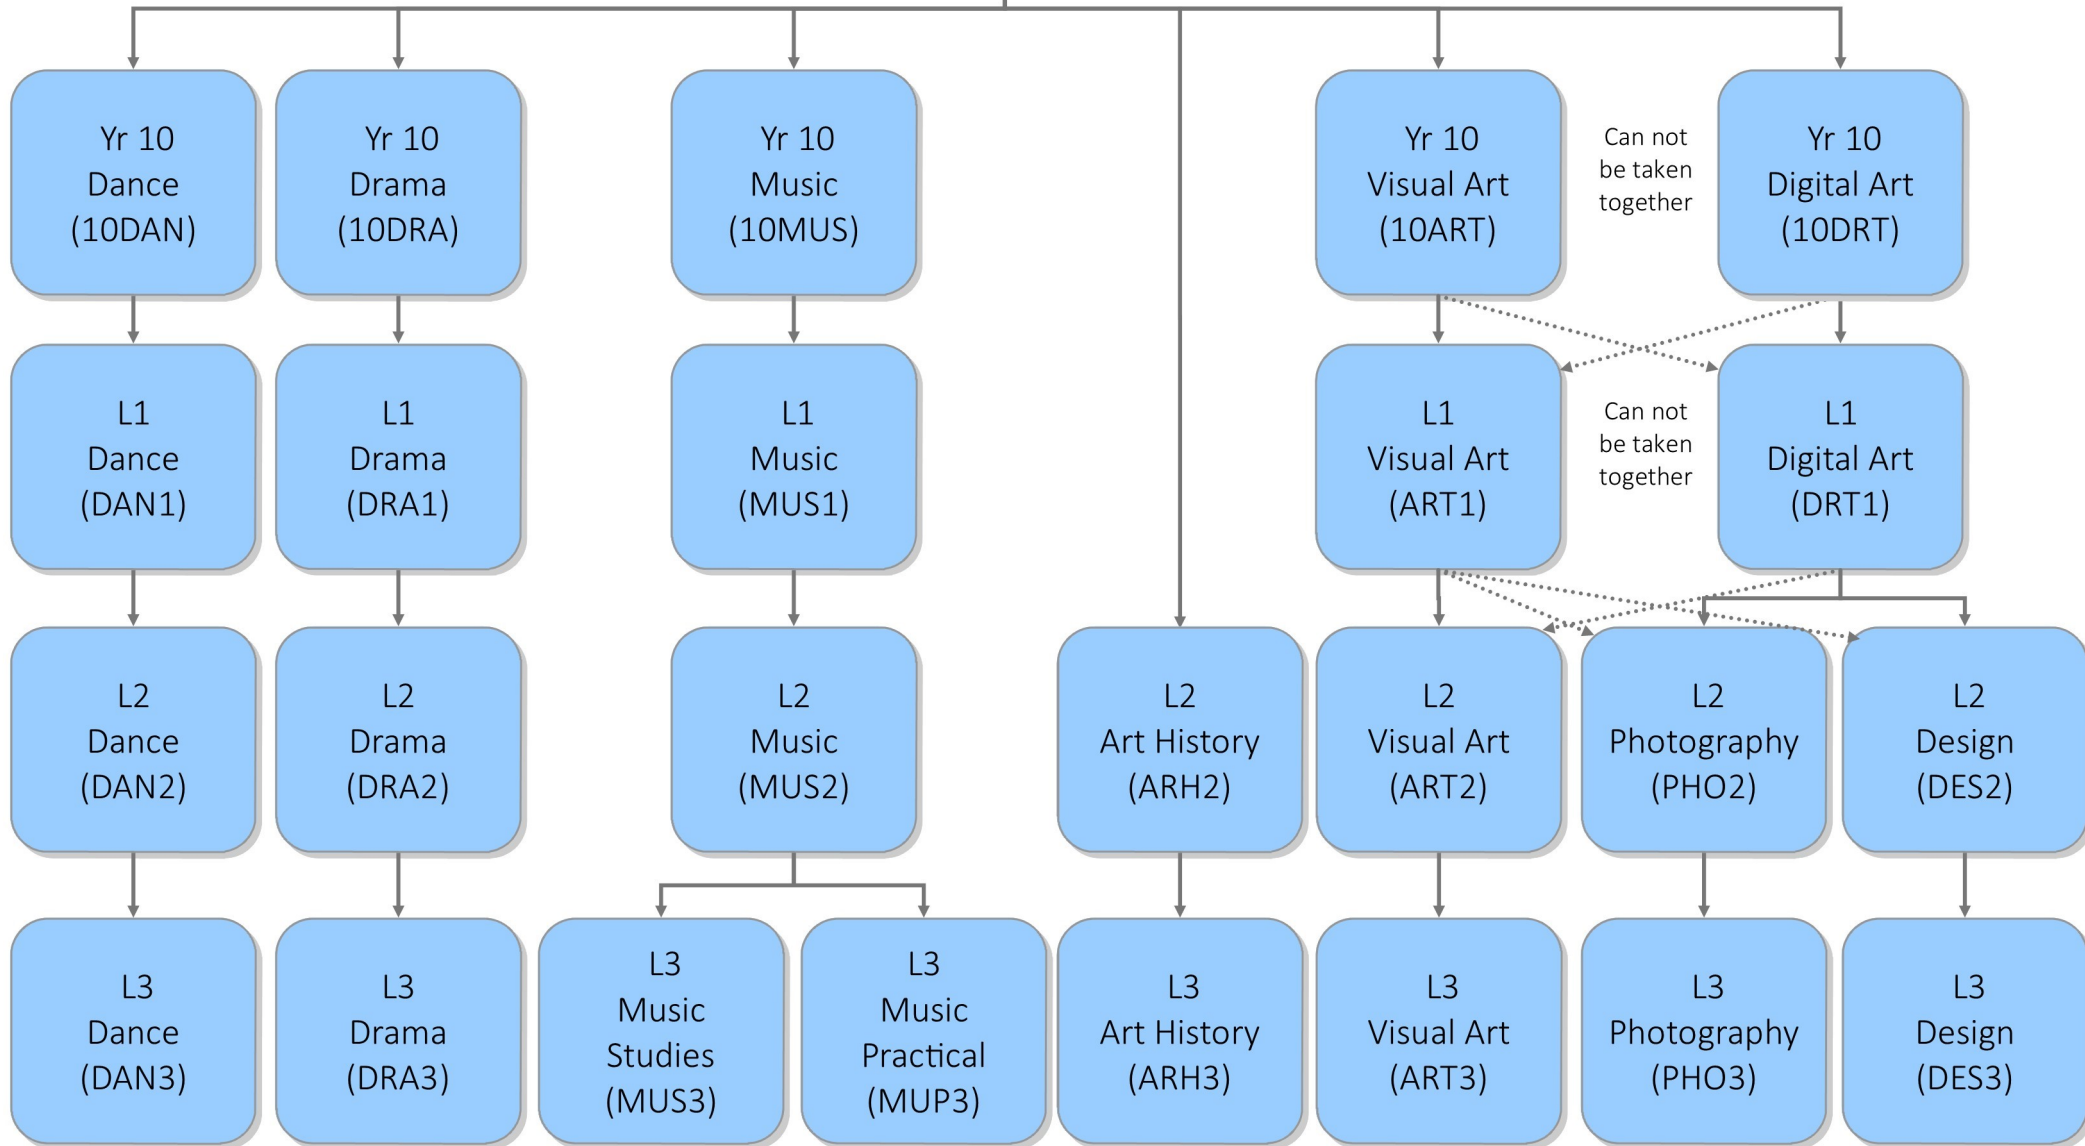 Yr 10
Dance
(10DAN)
Yr 10
Drama
(10DRA)
Yr 10
Music
(10MUS)
Yr 10
Visual Art
(10ART)
Can not
be taken
together
Yr 10
Digital Art
(10DRT)
L1
Dance
(DAN1)
L1
Drama
(DRA1)
L1
Music
(MUS1)
L1
Visual Art
(ART1)
Can not
be taken
together
L1
Digital Art
(DRT1)
L2
Dance
(DAN2)
L2
Drama
(DRA2)
L2
Music
(MUS2)
L2
Art History
(ARH2)
L2
Visual Art
(ART2)
L2
Photography
(PHO2)
L2
Design
(DES2)
L3
Dance
(DAN3)
L3
Drama
(DRA3)
L3
Music
Studies
(MUS3)
L3
Music
Practical
(MUP3)
L3
Art History
(ARH3)
L3
Visual Art
(ART3)
L3
Photography
(PHO3)
L3
Design
(DES3)